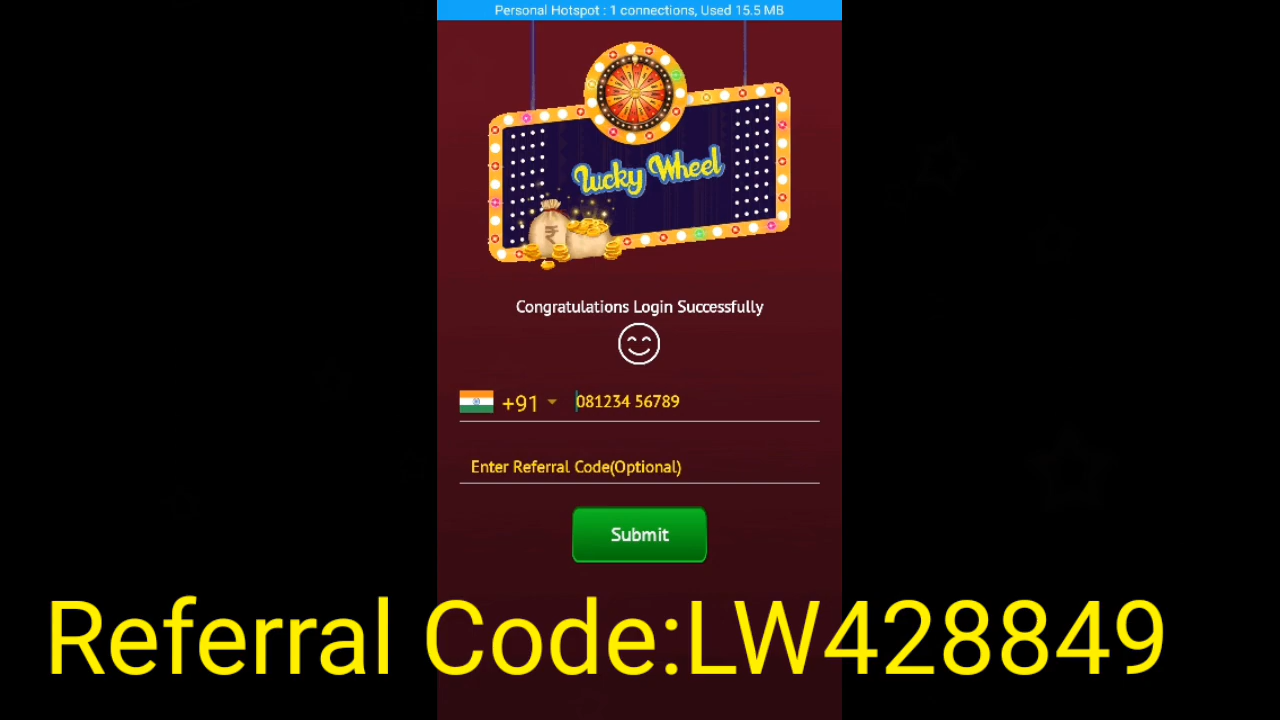 Personal Hotspot : 1 connections, Used 15.5 MB
Lucky Wheel
₹
Congratulations Login Successfully
+91 081234 56789
Enter Referral Code(Optional)
Submit
Referral Code:LW428849